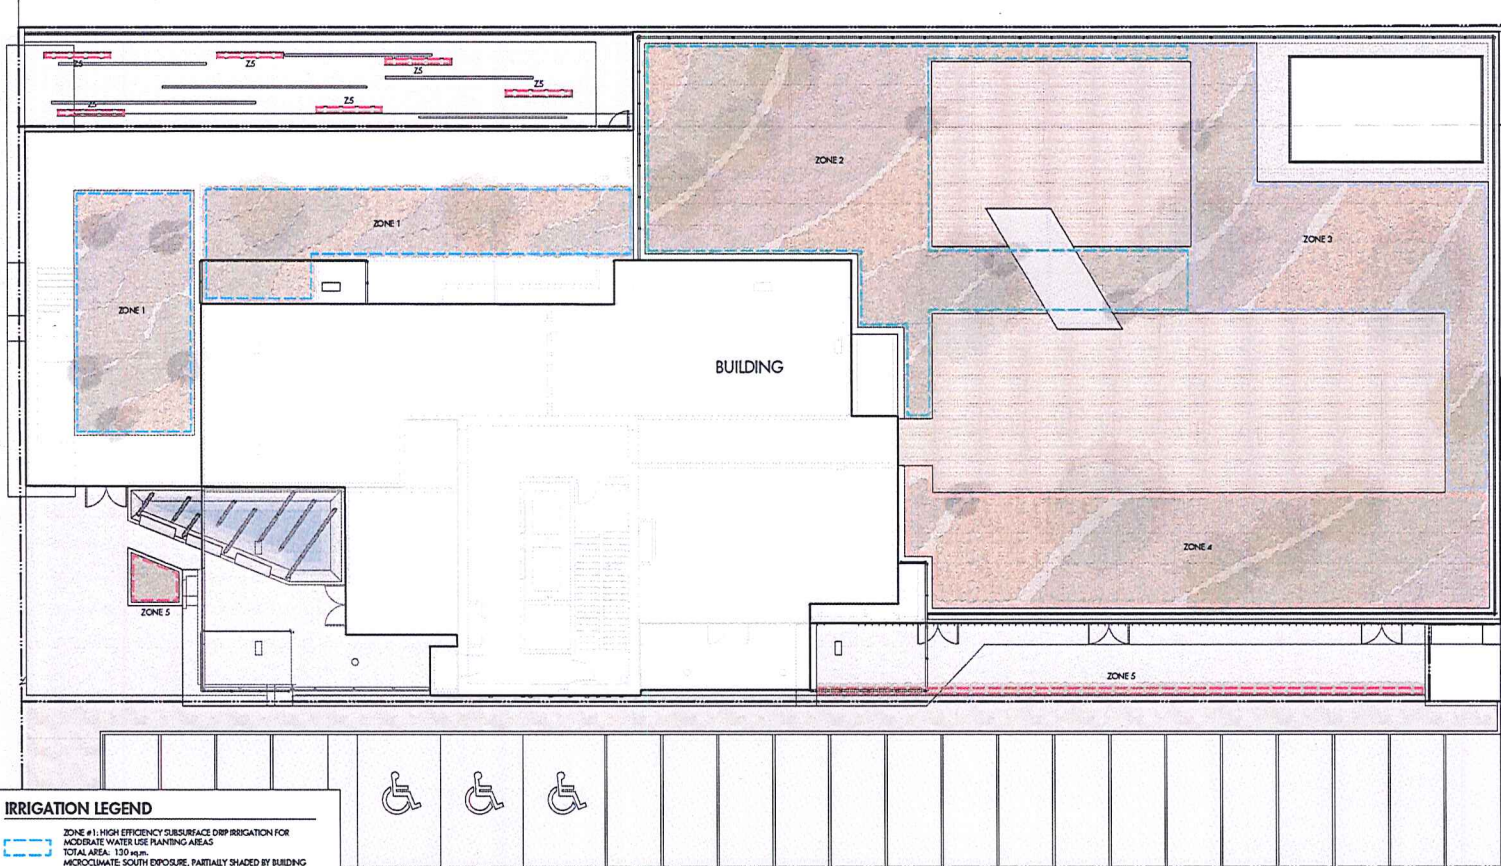 Z5
Z5
Z5
Z5
Z5
Z5
ZONE 2
ZONE 1
ZONE 3
ZONE 1
BUILDING
ZONE 4
ZONE 5
ZONE 5
IRRIGATION LEGEND
ZONE #1: HIGH EFFICIENCY SUBSURFACE DRIP IRRIGATION FOR
MODERATE WATER USE PLANTING AREAS
TOTAL AREA: 130 sq.m.
MICROCLIMATE: SOUTH EXPOSURE, PARTIALLY SHADED BY BUILDING